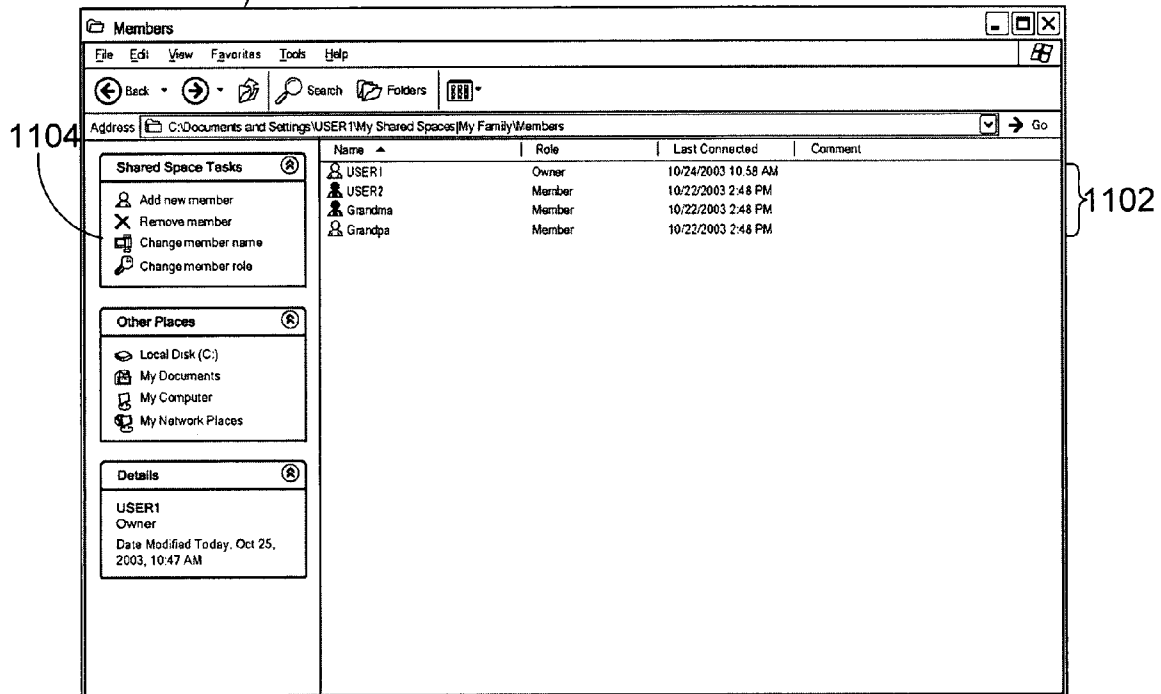 Members
File Edit View Favorites Tools Help
Back Search Folders
Address C:\Documents and Settings\USER1\My Shared Spaces|My Family\Members Go
1104
Shared Space Tasks
Add new member
Remove member
Change member name
Change member role
Other Places
Local Disk (C:)
My Documents
My Computer
My Network Places
Details
USER1
Owner
Date Modified Today, Oct 25,
2003, 10:47 AM
Name Role Last Connected Comment
USER1 Owner 10/24/2003 10:58 AM
USER2 Member 10/22/2003 2:48 PM
Grandma Member 10/22/2003 2:48 PM
Grandpa Member 10/22/2003 2:48 PM
1102